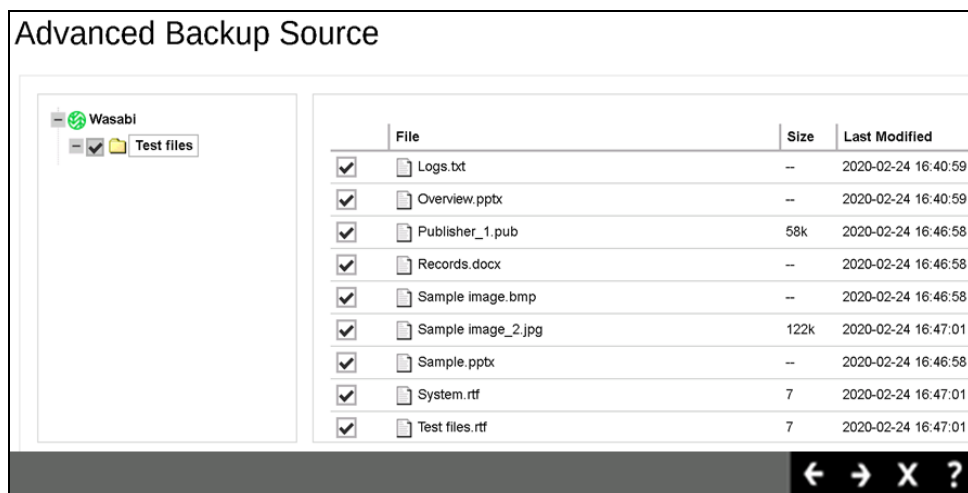 Advanced Backup Source
Wasabi
Test files
File Size Last Modified
Logs.txt -- 2020-02-24 16:40:59
Overview.pptx -- 2020-02-24 16:40:59
Publisher_1.pub 58k 2020-02-24 16:46:58
Records.docx -- 2020-02-24 16:46:58
Sample image.bmp -- 2020-02-24 16:46:58
Sample image_2.jpg 122k 2020-02-24 16:47:01
Sample.pptx -- 2020-02-24 16:46:58
System.rtf 7 2020-02-24 16:47:01
Test files.rtf 7 2020-02-24 16:47:01
X ?